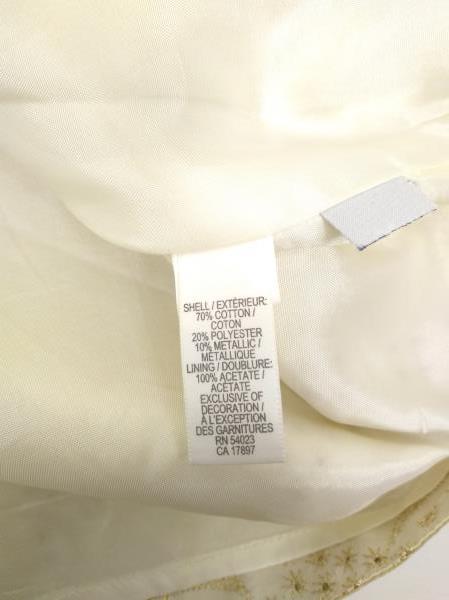 SHELL / EXTÉRIEUR:
70% COTTON /
COTON
20% POLYESTER
10% METALLIC /
MÉTALLIQUE
LINING / DOUBLURE:
100% ACETATE /
ACÉTATE
EXCLUSIVE OF
DECORATION /
À L'EXCEPTION
DES GARNITURES
RN 54023
CA 17897